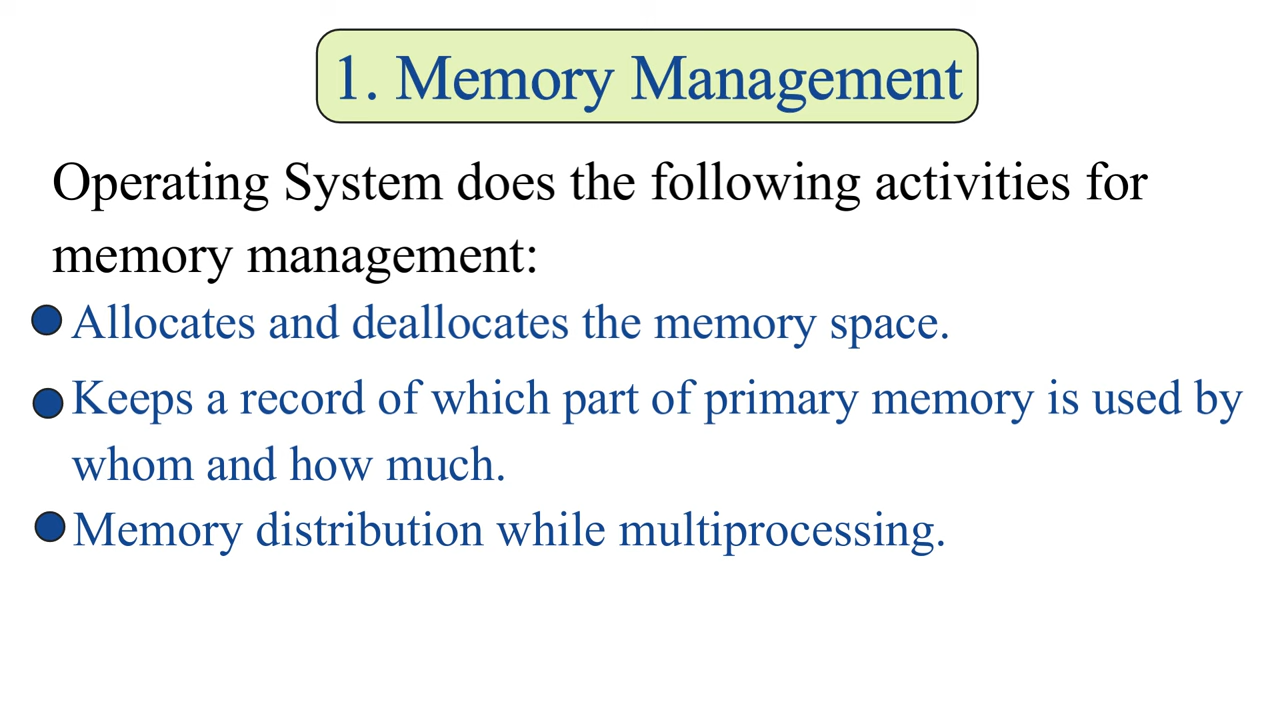 1. Memory Management
Operating System does the following activities for
memory management:
Allocates and deallocates the memory space.
Keeps a record of which part of primary memory is used by
whom and how much.
Memory distribution while multiprocessing.